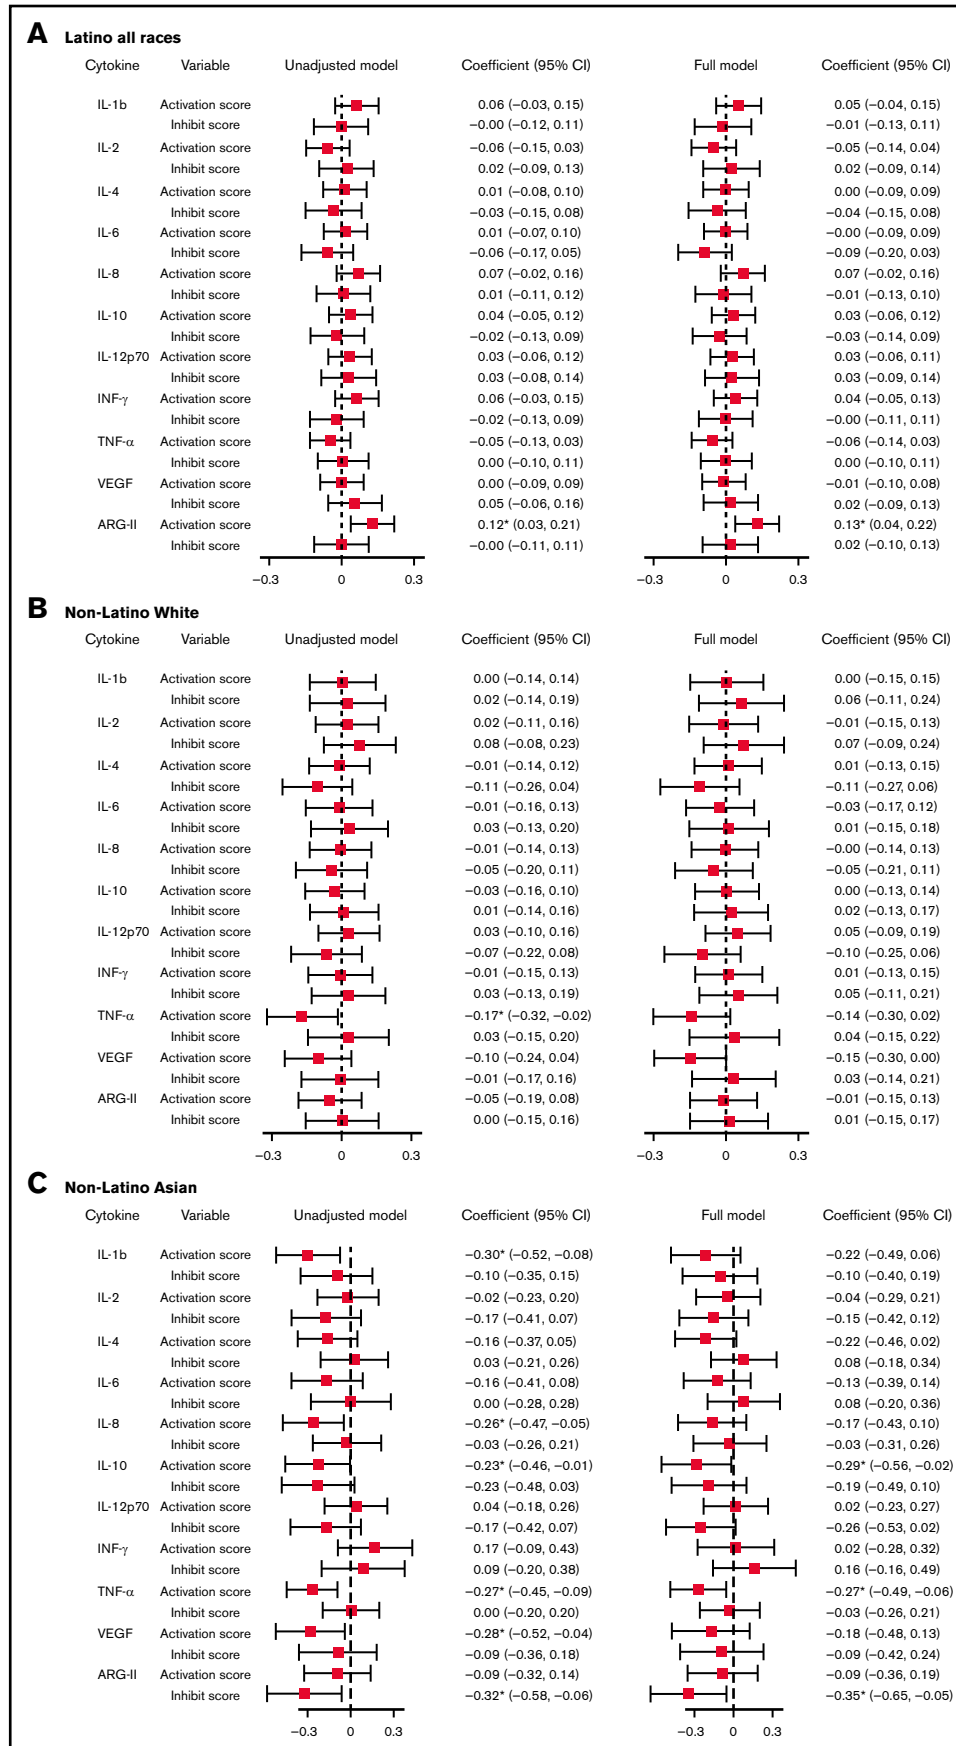 A Latino all races
Cytokine Variable Unadjusted model Coefficient (95% CI) Full model Coefficient (95% CI)
IL-1b Activation score 0.06 (−0.03, 0.15) 0.05 (−0.04, 0.15)
Inhibit score −0.00 (−0.12, 0.11) −0.01 (−0.13, 0.11)
IL-2 Activation score −0.06 (−0.15, 0.03) −0.05 (−0.14, 0.04)
Inhibit score 0.02 (−0.09, 0.13) 0.02 (−0.09, 0.14)
IL-4 Activation score 0.01 (−0.08, 0.10) 0.00 (−0.09, 0.09)
Inhibit score −0.03 (−0.15, 0.08) −0.04 (−0.15, 0.08)
IL-6 Activation score 0.01 (−0.07, 0.10) −0.00 (−0.09, 0.09)
Inhibit score −0.06 (−0.17, 0.05) −0.09 (−0.20, 0.03)
IL-8 Activation score 0.07 (−0.02, 0.16) 0.07 (−0.02, 0.16)
Inhibit score 0.01 (−0.11, 0.12) −0.01 (−0.13, 0.10)
IL-10 Activation score 0.04 (−0.05, 0.12) 0.03 (−0.06, 0.12)
Inhibit score −0.02 (−0.13, 0.09) −0.03 (−0.14, 0.09)
IL-12p70 Activation score 0.03 (−0.06, 0.12) 0.03 (−0.06, 0.11)
Inhibit score 0.03 (−0.08, 0.14) 0.03 (−0.09, 0.14)
INF-γ Activation score 0.06 (−0.03, 0.15) 0.04 (−0.05, 0.13)
Inhibit score −0.02 (−0.13, 0.09) −0.00 (−0.11, 0.11)
TNF-α Activation score −0.05 (−0.13, 0.03) −0.06 (−0.14, 0.03)
Inhibit score 0.00 (−0.10, 0.11) 0.00 (−0.10, 0.11)
VEGF Activation score 0.00 (−0.09, 0.09) −0.01 (−0.10, 0.08)
Inhibit score 0.05 (−0.06, 0.16) 0.02 (−0.09, 0.13)
ARG-II Activation score 0.12* (0.03, 0.21) 0.13* (0.04, 0.22)
Inhibit score −0.00 (−0.11, 0.11) 0.02 (−0.10, 0.13)
−0.3 0 0.3 −0.3 0 0.3
B Non-Latino White
Cytokine Variable Unadjusted model Coefficient (95% CI) Full model Coefficient (95% CI)
IL-1b Activation score 0.00 (−0.14, 0.14) 0.00 (−0.15, 0.15)
Inhibit score 0.02 (−0.14, 0.19) 0.06 (−0.11, 0.24)
IL-2 Activation score 0.02 (−0.11, 0.16) −0.01 (−0.15, 0.13)
Inhibit score 0.08 (−0.08, 0.23) 0.07 (−0.09, 0.24)
IL-4 Activation score −0.01 (−0.14, 0.12) 0.01 (−0.13, 0.15)
Inhibit score −0.11 (−0.26, 0.04) −0.11 (−0.27, 0.06)
IL-6 Activation score −0.01 (−0.16, 0.13) −0.03 (−0.17, 0.12)
Inhibit score 0.03 (−0.13, 0.20) 0.01 (−0.15, 0.18)
IL-8 Activation score −0.01 (−0.14, 0.13) −0.00 (−0.14, 0.13)
Inhibit score −0.05 (−0.20, 0.11) −0.05 (−0.21, 0.11)
IL-10 Activation score −0.03 (−0.16, 0.10) 0.00 (−0.13, 0.14)
Inhibit score 0.01 (−0.14, 0.16) 0.02 (−0.13, 0.17)
IL-12p70 Activation score 0.03 (−0.10, 0.16) 0.05 (−0.09, 0.19)
Inhibit score −0.07 (−0.22, 0.08) −0.10 (−0.25, 0.06)
INF-γ Activation score −0.01 (−0.15, 0.13) 0.01 (−0.13, 0.15)
Inhibit score 0.03 (−0.13, 0.19) 0.05 (−0.11, 0.21)
TNF-α Activation score −0.17* (−0.32, −0.02) −0.14 (−0.30, 0.02)
Inhibit score 0.03 (−0.15, 0.20) 0.04 (−0.15, 0.22)
VEGF Activation score −0.10 (−0.24, 0.04) −0.15 (−0.30, 0.00)
Inhibit score −0.01 (−0.17, 0.16) 0.03 (−0.14, 0.21)
ARG-II Activation score −0.05 (−0.19, 0.08) −0.01 (−0.15, 0.13)
Inhibit score 0.00 (−0.15, 0.16) 0.01 (−0.15, 0.17)
−0.3 0 0.3 −0.3 0 0.3
C Non-Latino Asian
Cytokine Variable Unadjusted model Coefficient (95% CI) Full model Coefficient (95% CI)
IL-1b Activation score −0.30* (−0.52, −0.08) −0.22 (−0.49, 0.06)
Inhibit score −0.10 (−0.35, 0.15) −0.10 (−0.40, 0.19)
IL-2 Activation score −0.02 (−0.23, 0.20) −0.04 (−0.29, 0.21)
Inhibit score −0.17 (−0.41, 0.07) −0.15 (−0.42, 0.12)
IL-4 Activation score −0.16 (−0.37, 0.05) −0.22 (−0.46, 0.02)
Inhibit score 0.03 (−0.21, 0.26) 0.08 (−0.18, 0.34)
IL-6 Activation score −0.16 (−0.41, 0.08) −0.13 (−0.39, 0.14)
Inhibit score 0.00 (−0.28, 0.28) 0.08 (−0.20, 0.36)
IL-8 Activation score −0.26* (−0.47, −0.05) −0.17 (−0.43, 0.10)
Inhibit score −0.03 (−0.26, 0.21) −0.03 (−0.31, 0.26)
IL-10 Activation score −0.23* (−0.46, −0.01) −0.29* (−0.56, −0.02)
Inhibit score −0.23 (−0.48, 0.03) −0.19 (−0.49, 0.10)
IL-12p70 Activation score 0.04 (−0.18, 0.26) 0.02 (−0.23, 0.27)
Inhibit score −0.17 (−0.42, 0.07) −0.26 (−0.53, 0.02)
INF-γ Activation score 0.17 (−0.09, 0.43) 0.02 (−0.28, 0.32)
Inhibit score 0.09 (−0.20, 0.38) 0.16 (−0.16, 0.49)
TNF-α Activation score −0.27* (−0.45, −0.09) −0.27* (−0.49, −0.06)
Inhibit score 0.00 (−0.20, 0.20) −0.03 (−0.26, 0.21)
VEGF Activation score −0.28* (−0.52, −0.04) −0.18 (−0.48, 0.13)
Inhibit score −0.09 (−0.36, 0.18) −0.09 (−0.42, 0.24)
ARG-II Activation score −0.09 (−0.32, 0.14) −0.09 (−0.36, 0.19)
Inhibit score −0.32* (−0.58, −0.06) −0.35* (−0.65, −0.05)
−0.3 0 0.3 −0.3 0 0.3